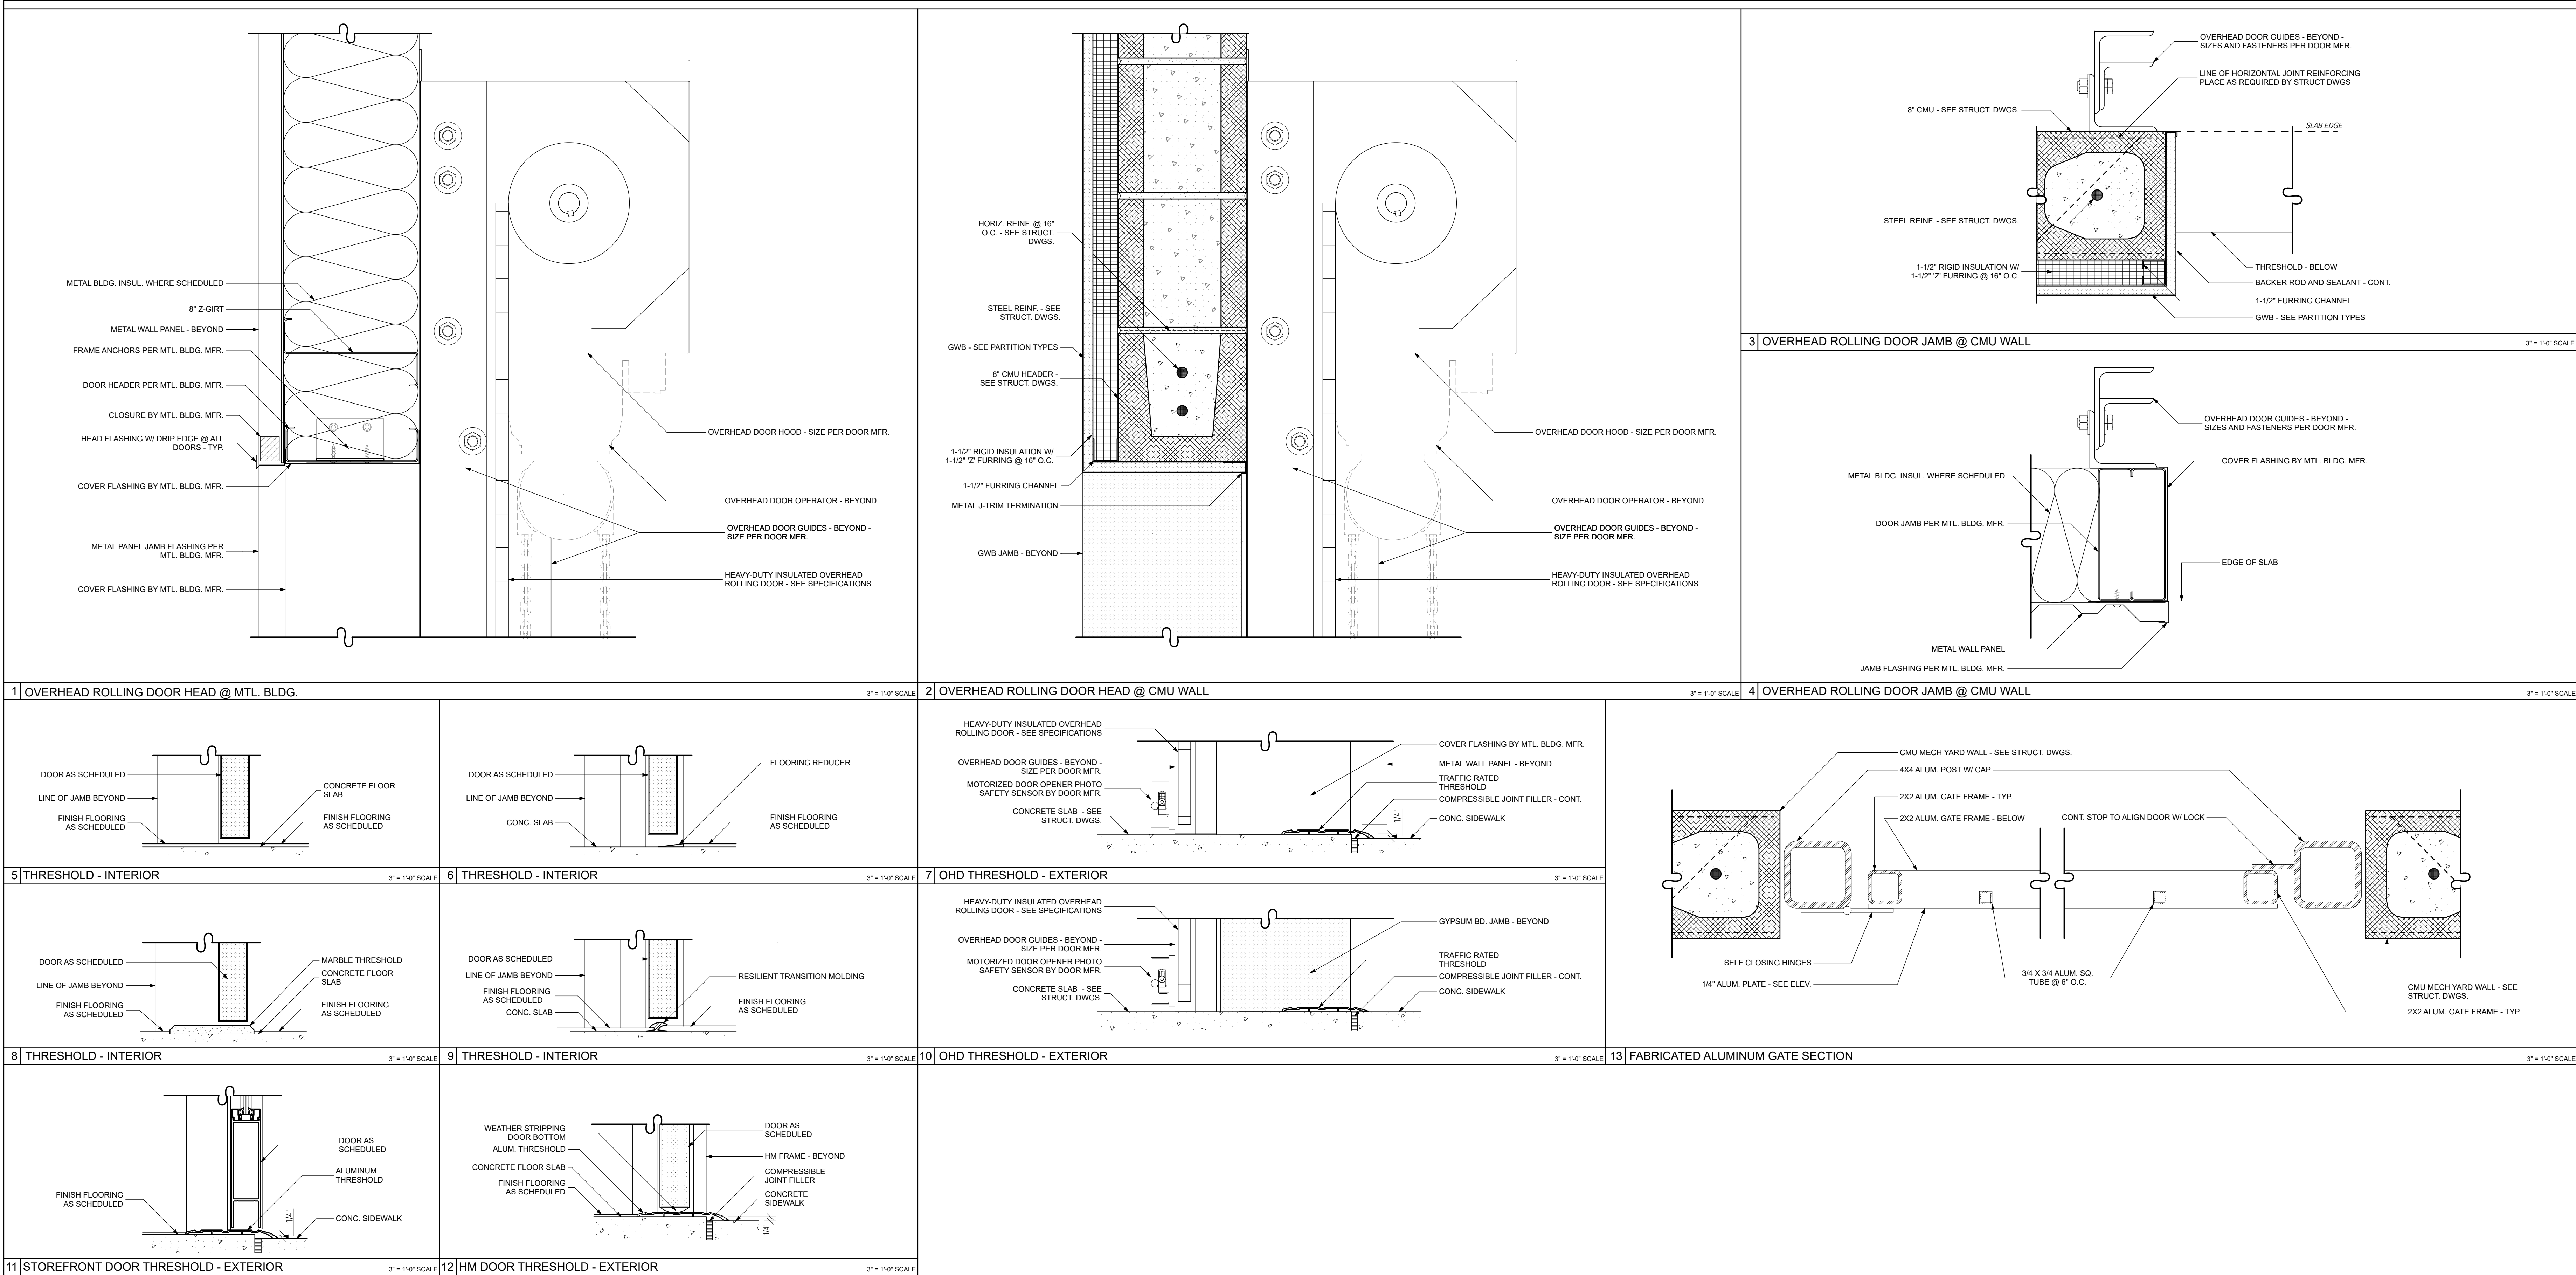 METAL BLDG. INSUL. WHERE SCHEDULED
8" Z-GIRT
METAL WALL PANEL - BEYOND
FRAME ANCHORS PER MTL. BLDG. MFR.
DOOR HEADER PER MTL. BLDG. MFR.
CLOSURE BY MTL. BLDG. MFR.
HEAD FLASHING W/ DRIP EDGE @ ALL
DOORS - TYP.
COVER FLASHING BY MTL. BLDG. MFR.
METAL PANEL JAMB FLASHING PER
MTL. BLDG. MFR.
COVER FLASHING BY MTL. BLDG. MFR.
OVERHEAD DOOR HOOD - SIZE PER DOOR MFR.
OVERHEAD DOOR OPERATOR - BEYOND
OVERHEAD DOOR GUIDES - BEYOND -
SIZE PER DOOR MFR.
HEAVY-DUTY INSULATED OVERHEAD
ROLLING DOOR - SEE SPECIFICATIONS
1 OVERHEAD ROLLING DOOR HEAD @ MTL. BLDG.
3" = 1'-0" SCALE
HORIZ. REINF. @ 16"
O.C. - SEE STRUCT.
DWGS.
STEEL REINF. - SEE
STRUCT. DWGS.
GWB - SEE PARTITION TYPES
8" CMU HEADER -
SEE STRUCT. DWGS.
1-1/2" RIGID INSULATION W/
1-1/2" 'Z' FURRING @ 16" O.C.
1-1/2" FURRING CHANNEL
METAL J-TRIM TERMINATION
GWB JAMB - BEYOND
OVERHEAD DOOR HOOD - SIZE PER DOOR MFR.
OVERHEAD DOOR OPERATOR - BEYOND
OVERHEAD DOOR GUIDES - BEYOND -
SIZE PER DOOR MFR.
HEAVY-DUTY INSULATED OVERHEAD
ROLLING DOOR - SEE SPECIFICATIONS
2 OVERHEAD ROLLING DOOR HEAD @ CMU WALL
3" = 1'-0" SCALE
OVERHEAD DOOR GUIDES - BEYOND -
SIZES AND FASTENERS PER DOOR MFR.
LINE OF HORIZONTAL JOINT REINFORCING
PLACE AS REQUIRED BY STRUCT DWGS
8" CMU - SEE STRUCT. DWGS.
SLAB EDGE
STEEL REINF. - SEE STRUCT. DWGS.
1-1/2" RIGID INSULATION W/
1-1/2" 'Z' FURRING @ 16" O.C.
THRESHOLD - BELOW
BACKER ROD AND SEALANT - CONT.
1-1/2" FURRING CHANNEL
GWB - SEE PARTITION TYPES
3 OVERHEAD ROLLING DOOR JAMB @ CMU WALL
3" = 1'-0" SCALE
OVERHEAD DOOR GUIDES - BEYOND -
SIZES AND FASTENERS PER DOOR MFR.
COVER FLASHING BY MTL. BLDG. MFR.
METAL BLDG. INSUL. WHERE SCHEDULED
DOOR JAMB PER MTL. BLDG. MFR.
EDGE OF SLAB
METAL WALL PANEL
JAMB FLASHING PER MTL. BLDG. MFR.
4 OVERHEAD ROLLING DOOR JAMB @ CMU WALL
3" = 1'-0" SCALE
DOOR AS SCHEDULED
LINE OF JAMB BEYOND
FINISH FLOORING
AS SCHEDULED
CONCRETE FLOOR
SLAB
FINISH FLOORING
AS SCHEDULED
5 THRESHOLD - INTERIOR
3" = 1'-0" SCALE
DOOR AS SCHEDULED
LINE OF JAMB BEYOND
CONC. SLAB
FLOORING REDUCER
FINISH FLOORING
AS SCHEDULED
6 THRESHOLD - INTERIOR
3" = 1'-0" SCALE
HEAVY-DUTY INSULATED OVERHEAD
ROLLING DOOR - SEE SPECIFICATIONS
OVERHEAD DOOR GUIDES - BEYOND -
SIZE PER DOOR MFR.
MOTORIZED DOOR OPENER PHOTO
SAFETY SENSOR BY DOOR MFR.
CONCRETE SLAB - SEE
STRUCT. DWGS.
COVER FLASHING BY MTL. BLDG. MFR.
METAL WALL PANEL - BEYOND
TRAFFIC RATED
THRESHOLD
COMPRESSIBLE JOINT FILLER - CONT.
CONC. SIDEWALK
1/4"
7 OHD THRESHOLD - EXTERIOR
3" = 1'-0" SCALE
DOOR AS SCHEDULED
LINE OF JAMB BEYOND
FINISH FLOORING
AS SCHEDULED
MARBLE THRESHOLD
CONCRETE FLOOR
SLAB
FINISH FLOORING
AS SCHEDULED
8 THRESHOLD - INTERIOR
3" = 1'-0" SCALE
DOOR AS SCHEDULED
LINE OF JAMB BEYOND
FINISH FLOORING
AS SCHEDULED
CONC. SLAB
RESILIENT TRANSITION MOLDING
FINISH FLOORING
AS SCHEDULED
9 THRESHOLD - INTERIOR
3" = 1'-0" SCALE
HEAVY-DUTY INSULATED OVERHEAD
ROLLING DOOR - SEE SPECIFICATIONS
OVERHEAD DOOR GUIDES - BEYOND -
SIZE PER DOOR MFR.
MOTORIZED DOOR OPENER PHOTO
SAFETY SENSOR BY DOOR MFR.
CONCRETE SLAB - SEE
STRUCT. DWGS.
GYPSUM BD. JAMB - BEYOND
TRAFFIC RATED
THRESHOLD
COMPRESSIBLE JOINT FILLER - CONT.
CONC. SIDEWALK
10 OHD THRESHOLD - EXTERIOR
3" = 1'-0" SCALE
CMU MECH YARD WALL - SEE STRUCT. DWGS.
4X4 ALUM. POST W/ CAP
2X2 ALUM. GATE FRAME - TYP.
2X2 ALUM. GATE FRAME - BELOW
CONT. STOP TO ALIGN DOOR W/ LOCK
SELF CLOSING HINGES
1/4" ALUM. PLATE - SEE ELEV.
3/4 X 3/4 ALUM. SQ.
TUBE @ 6" O.C.
CMU MECH YARD WALL - SEE
STRUCT. DWGS.
2X2 ALUM. GATE FRAME - TYP.
13 FABRICATED ALUMINUM GATE SECTION
3" = 1'-0" SCALE
FINISH FLOORING
AS SCHEDULED
DOOR AS
SCHEDULED
ALUMINUM
THRESHOLD
1/4"
CONC. SIDEWALK
11 STOREFRONT DOOR THRESHOLD - EXTERIOR
3" = 1'-0" SCALE
WEATHER STRIPPING
DOOR BOTTOM
ALUM. THRESHOLD
CONCRETE FLOOR SLAB
FINISH FLOORING
AS SCHEDULED
DOOR AS
SCHEDULED
HM FRAME - BEYOND
COMPRESSIBLE
JOINT FILLER
CONCRETE
SIDEWALK
1/4"
12 HM DOOR THRESHOLD - EXTERIOR
3" = 1'-0" SCALE